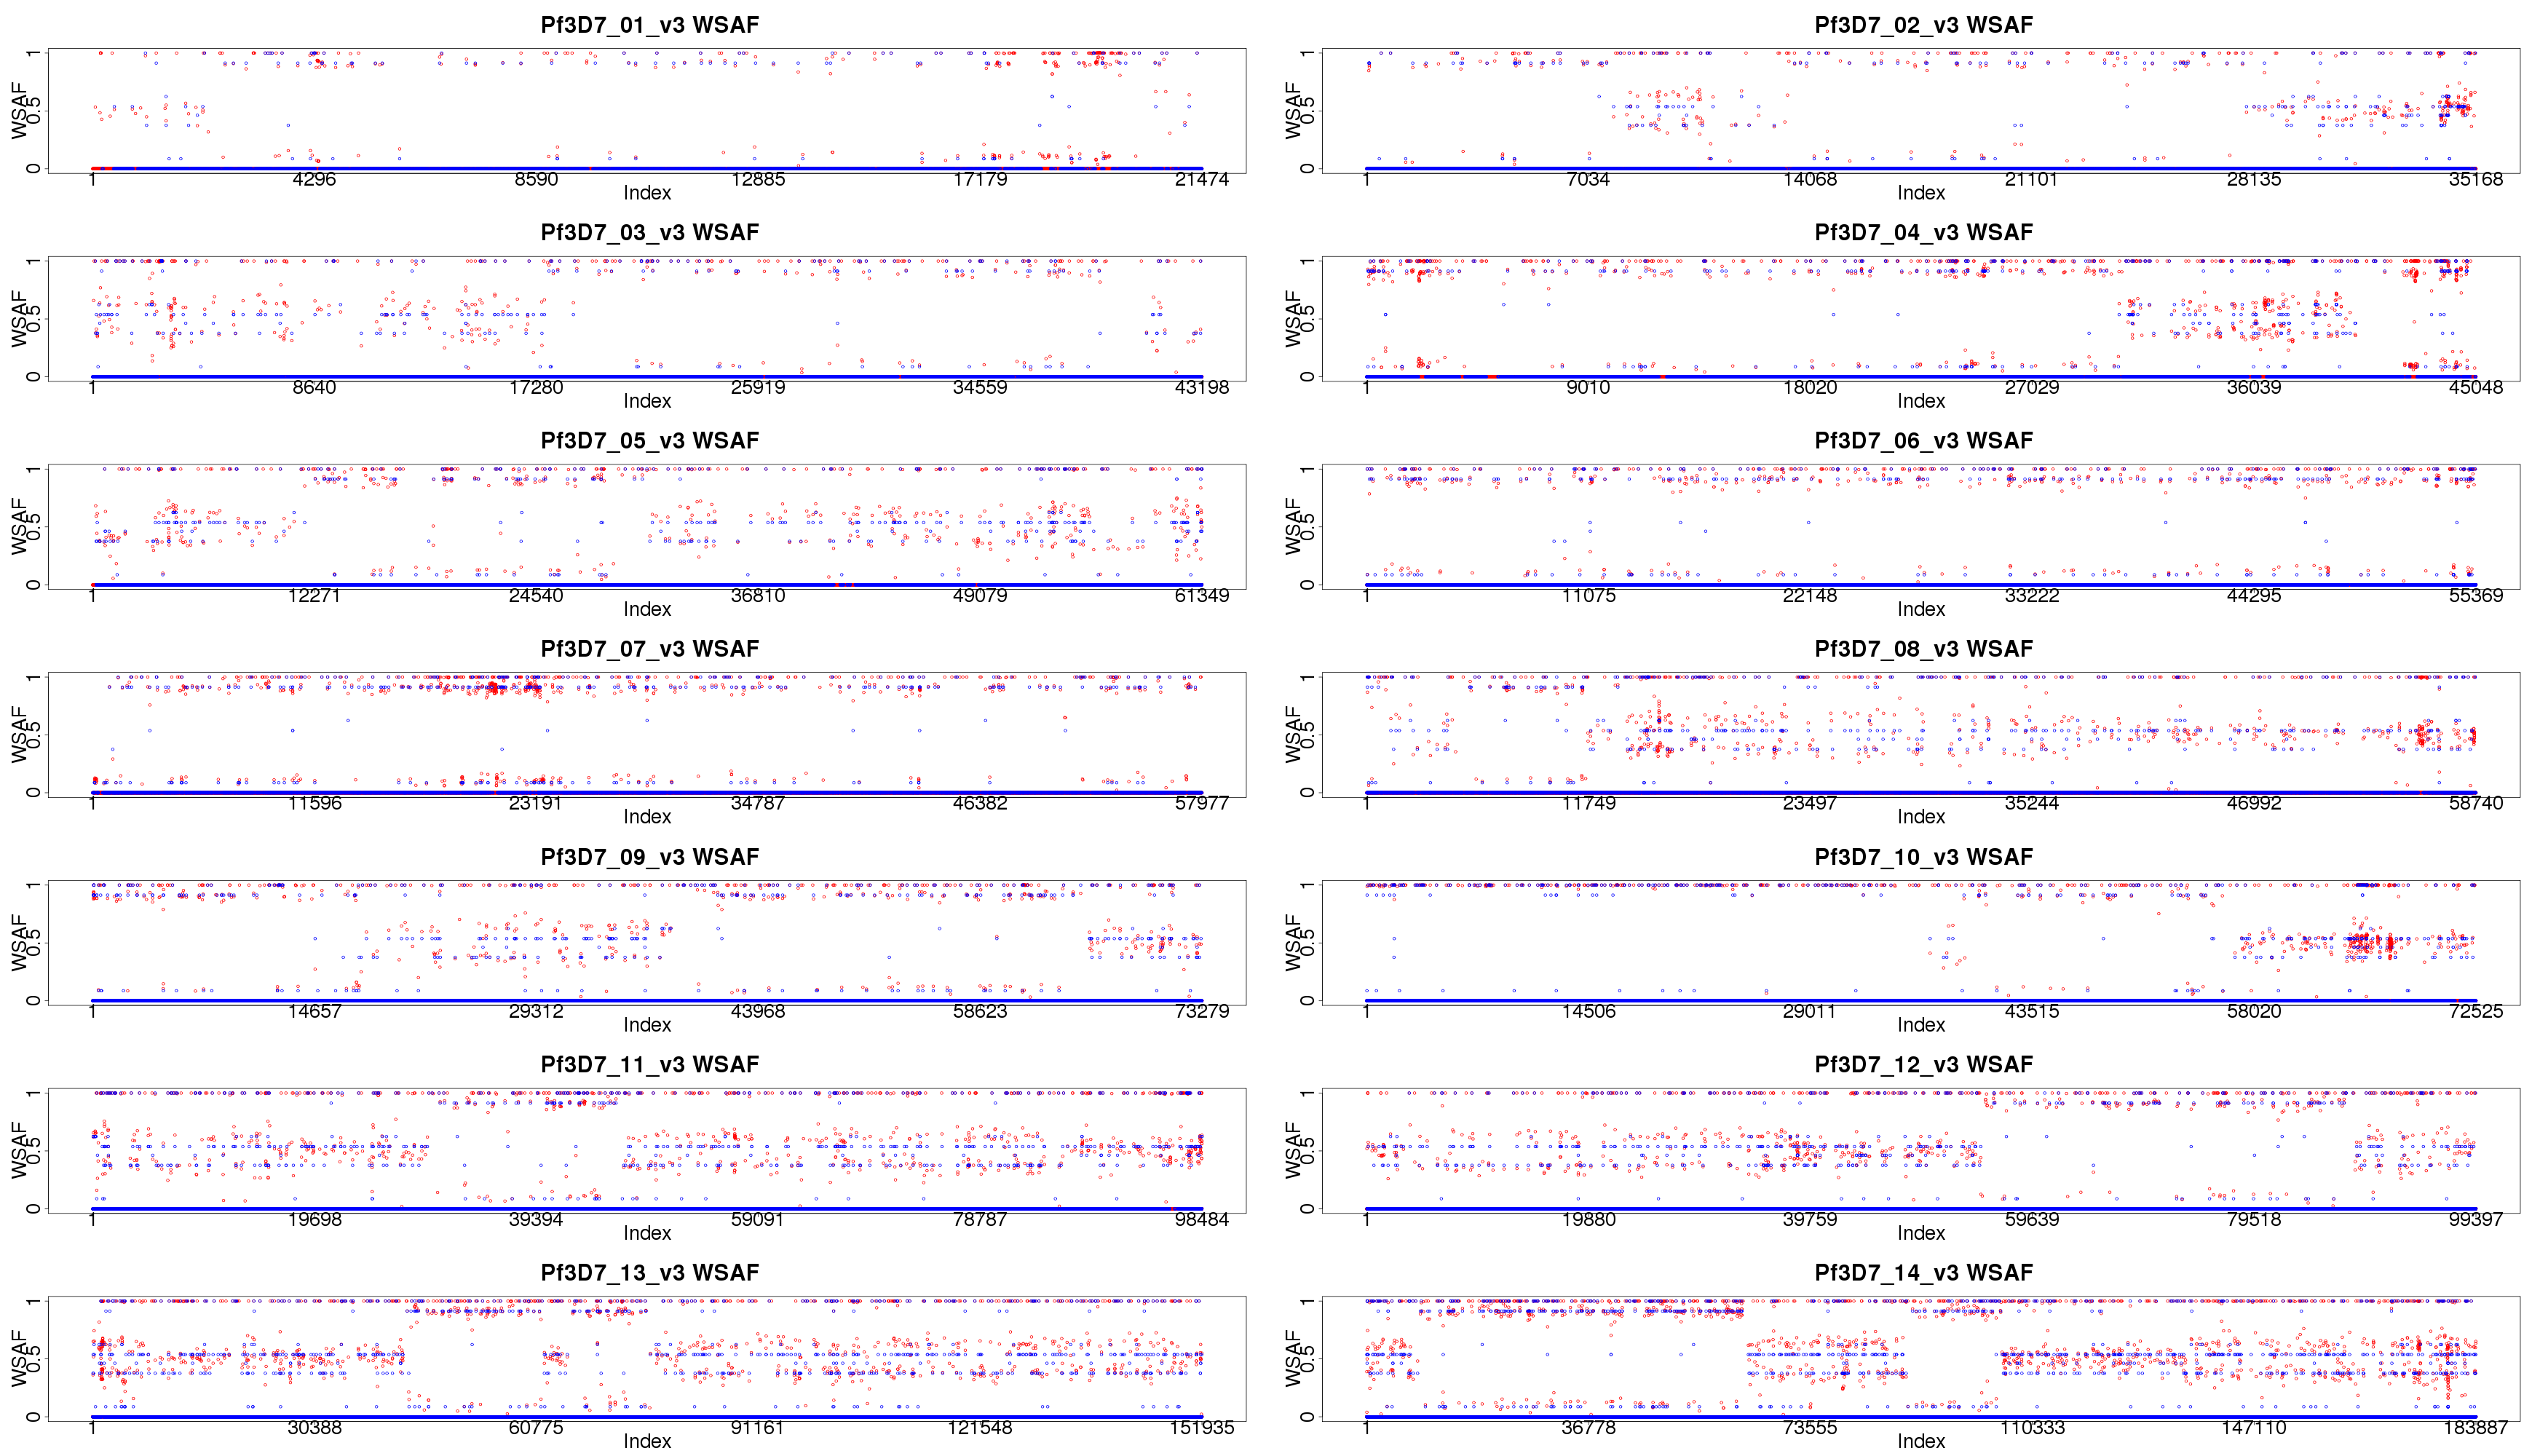 Pf3D7_01_v3 WSAF
WSAF
1
0.5
0
1 4296 8590 12885 17179 21474
Index
Pf3D7_02_v3 WSAF
WSAF
1
0.5
0
1 7034 14068 21101 28135 35168
Index
Pf3D7_03_v3 WSAF
WSAF
1
0.5
0
1 8640 17280 25919 34559 43198
Index
Pf3D7_04_v3 WSAF
WSAF
1
0.5
0
1 9010 18020 27029 36039 45048
Index
Pf3D7_05_v3 WSAF
WSAF
1
0.5
0
1 12271 24540 36810 49079 61349
Index
Pf3D7_06_v3 WSAF
WSAF
1
0.5
0
1 11075 22148 33222 44295 55369
Index
Pf3D7_07_v3 WSAF
WSAF
1
0.5
0
1 11596 23191 34787 46382 57977
Index
Pf3D7_08_v3 WSAF
WSAF
1
0.5
0
1 11749 23497 35244 46992 58740
Index
Pf3D7_09_v3 WSAF
WSAF
1
0.5
0
1 14657 29312 43968 58623 73279
Index
Pf3D7_10_v3 WSAF
WSAF
1
0.5
0
1 14506 29011 43515 58020 72525
Index
Pf3D7_11_v3 WSAF
WSAF
1
0.5
0
1 19698 39394 59091 78787 98484
Index
Pf3D7_12_v3 WSAF
WSAF
1
0.5
0
1 19880 39759 59639 79518 99397
Index
Pf3D7_13_v3 WSAF
WSAF
1
0.5
0
1 30388 60775 91161 121548 151935
Index
Pf3D7_14_v3 WSAF
WSAF
1
0.5
0
1 36778 73555 110333 147110 183887
Index